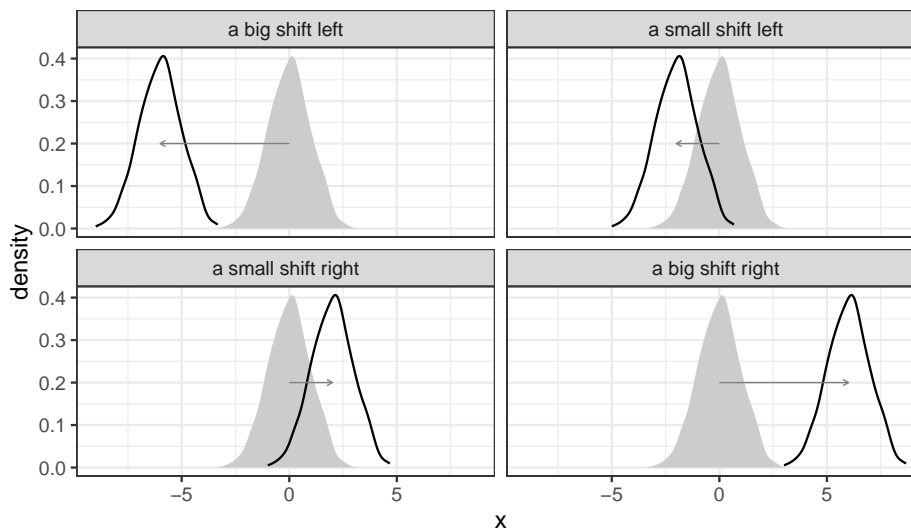 a big shift left
a small shift left
0.4
0.3
0.2
0.1
0.0
a small shift right
a big shift right
0.4
0.3
0.2
0.1
0.0
density
−5
0
5
−5
0
5
x